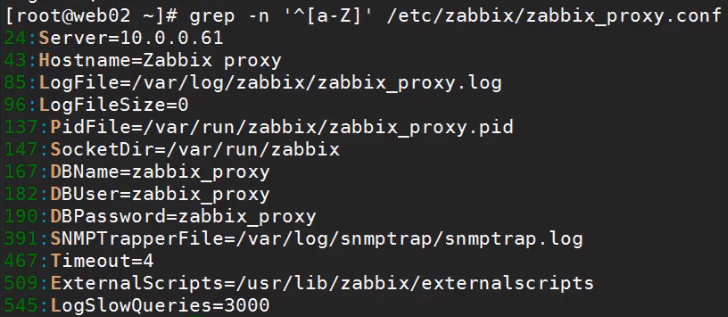 [root@web02 ~]# grep -n '^[a-Z]' /etc/zabbix/zabbix_proxy.conf
24:Server=10.0.0.61
43:Hostname=Zabbix proxy
85:LogFile=/var/log/zabbix/zabbix_proxy.log
96:LogFileSize=0
137:PidFile=/var/run/zabbix/zabbix_proxy.pid
147:SocketDir=/var/run/zabbix
167:DBName=zabbix_proxy
182:DBUser=zabbix_proxy
190:DBPassword=zabbix_proxy
391:SNMPTrapperFile=/var/log/snmptrap/snmptrap.log
467:Timeout=4
509:ExternalScripts=/usr/lib/zabbix/externalscripts
545:LogSlowQueries=3000